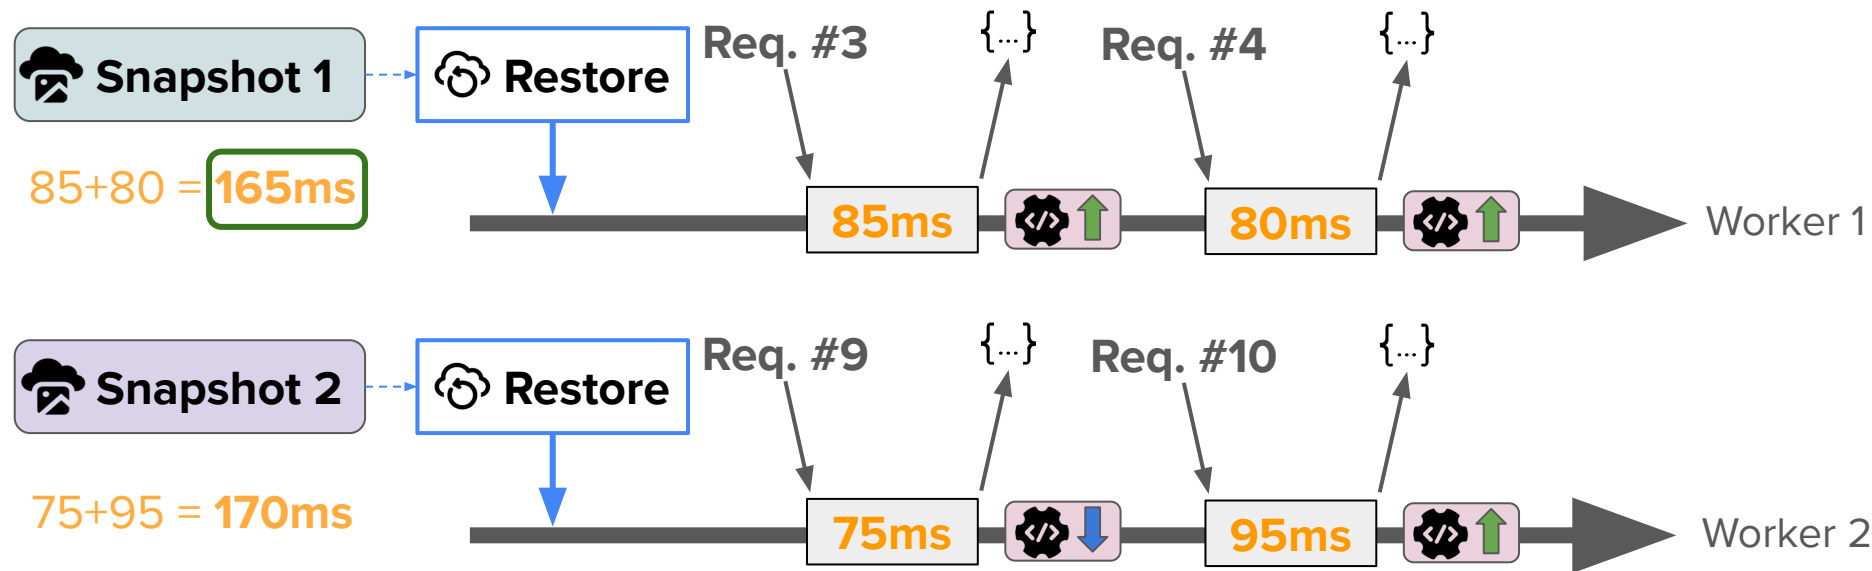 Snapshot 1
Restore
Req. #3
{...}
Req. #4
{...}
85+80 = 165ms
85ms
</>
80ms
</>
Worker 1
Snapshot 2
Restore
Req. #9
{...}
Req. #10
{...}
75+95 = 170ms
75ms
</>
95ms
</>
Worker 2